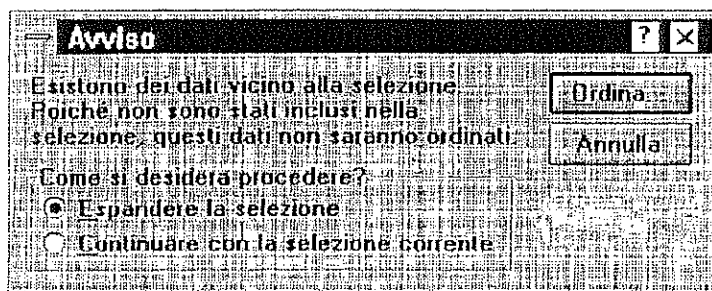 Avviso
? ×
Esistono dei dati vicino alla selezione.
Poiché non sono stati inclusi nella
selezione, questi dati non saranno ordinati.
Ordina
Annulla
Come si desidera procedere?
Espandere la selezione
Continuare con la selezione corrente